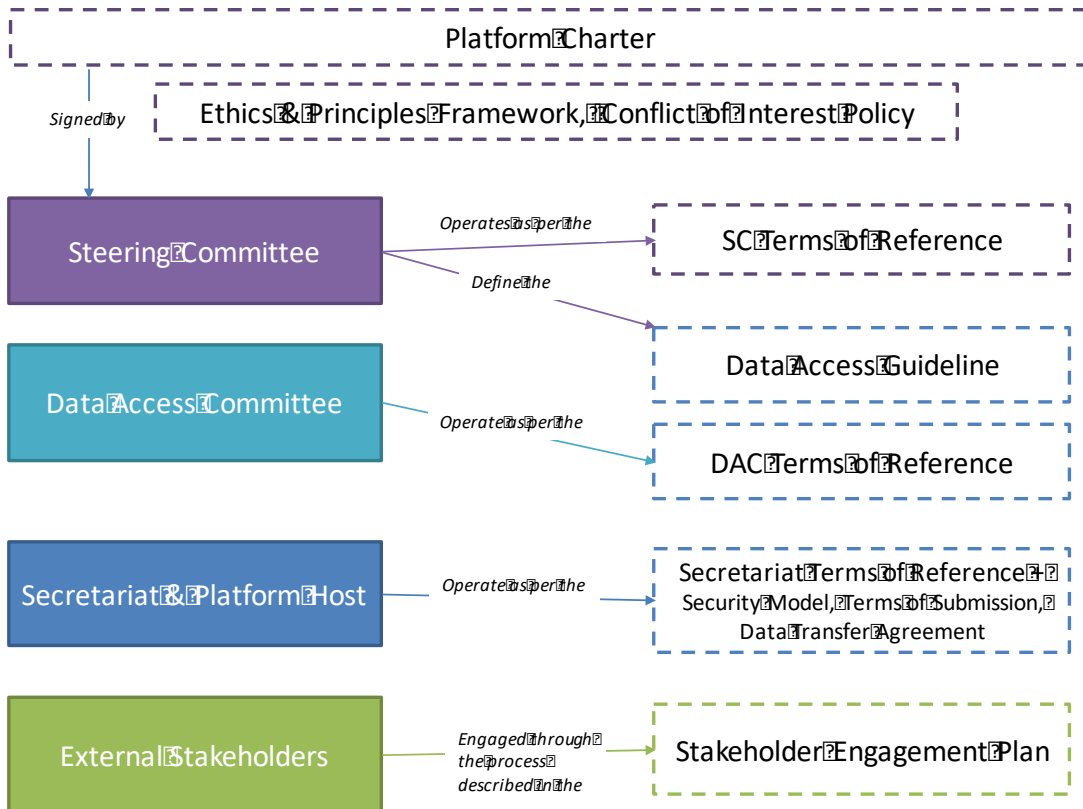 Platform Charter
Signed by
Ethics & Principles Framework, Conflict of Interest Policy
Steering Committee
Operates as per the
SC Terms of Reference
Define the
Data Access Guideline
Data Access Committee
Operate as per the
DAC Terms of Reference
Secretariat & Platform Host
Operate as per the
Secretariat Terms of Reference +
Security Model, Terms of Submission,
Data Transfer Agreement
External Stakeholders
Engaged through
the process
described in the
Stakeholder Engagement Plan